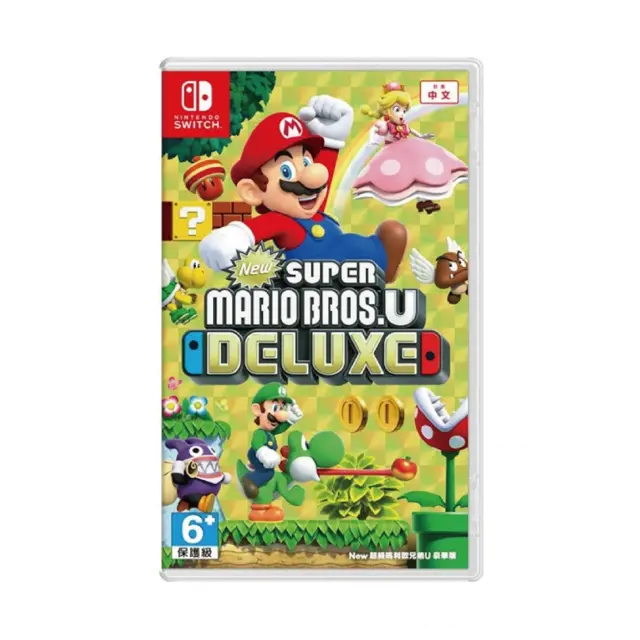 NINTENDO
SWITCH
中文
?
M
New SUPER
MARIO BROS.U
DELUXE
6+
保護級
New 超級瑪利歐兄弟U 豪華版